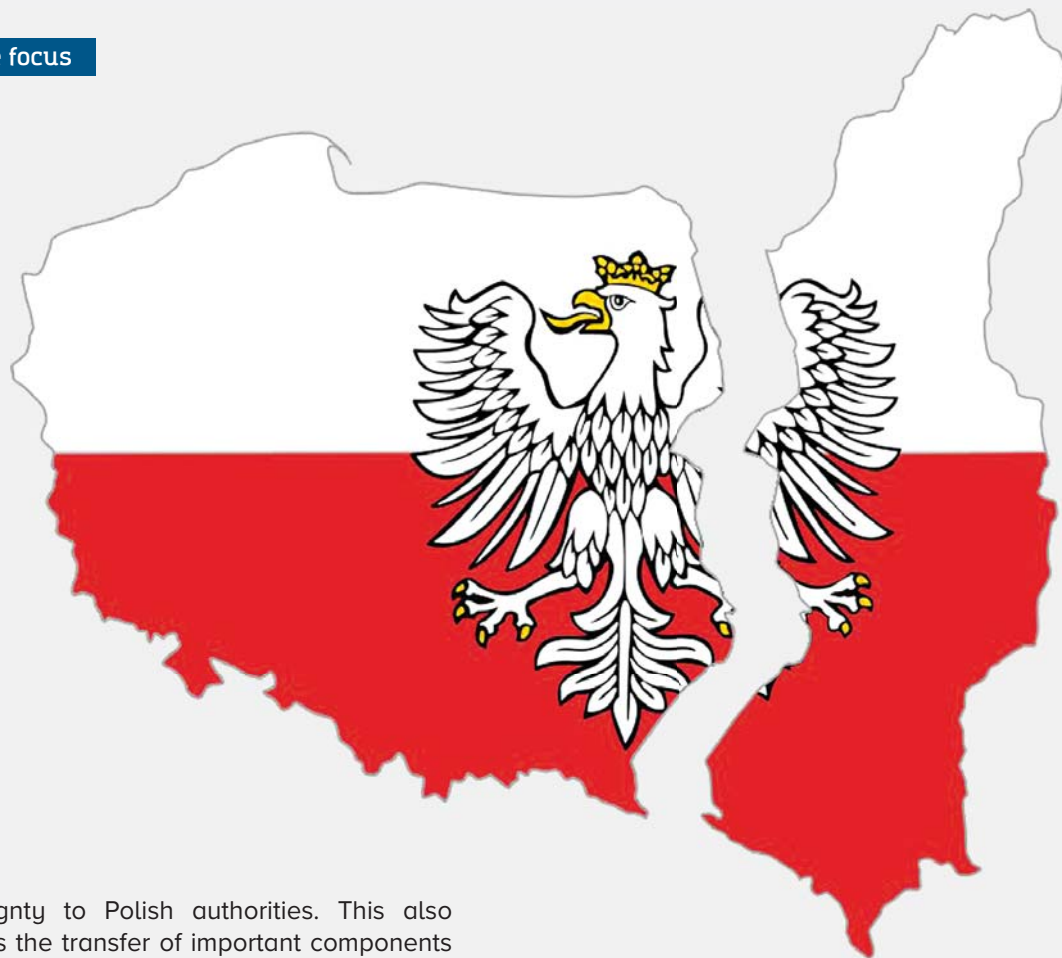 focus
gnty to Polish authorities. This also
s the transfer of important components